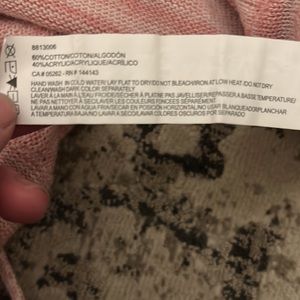 8813006
60%COTTON/COTON/ALGODÓN
40%ACRYLIC/ACRYLIQUE/ACRÍLICO
CA# 05262 - RN# 144143
HAND WASH IN COLD WATER/ LAY FLAT TO DRY/DO NOT BLEACH/IRON AT LOW HEAT-/DO NOT DRY
CLEAN/WASH DARK COLOR SEPARATELY
LAVER À LA MAIN À L'EAU FROIDE/SÉCHER À PLAT/NE PAS JAVELLISER/REPASSER À BASSE TEMPERATURE/
NE PAS NETTOYER À SEC/LAVER LES COULEURS FONCÉES SÉPARÉMENT.
LAVAR A MANO EN AGUA FRÍA/SECAR EN POSICIÓN HORIZONTAL/NO USAR BLANQUEADOR/PLANCHAR
A TEMPERATURA BAJA/NO LAVAR A SECO/LAVAR COLORES OSCUROS POR SEPARADO